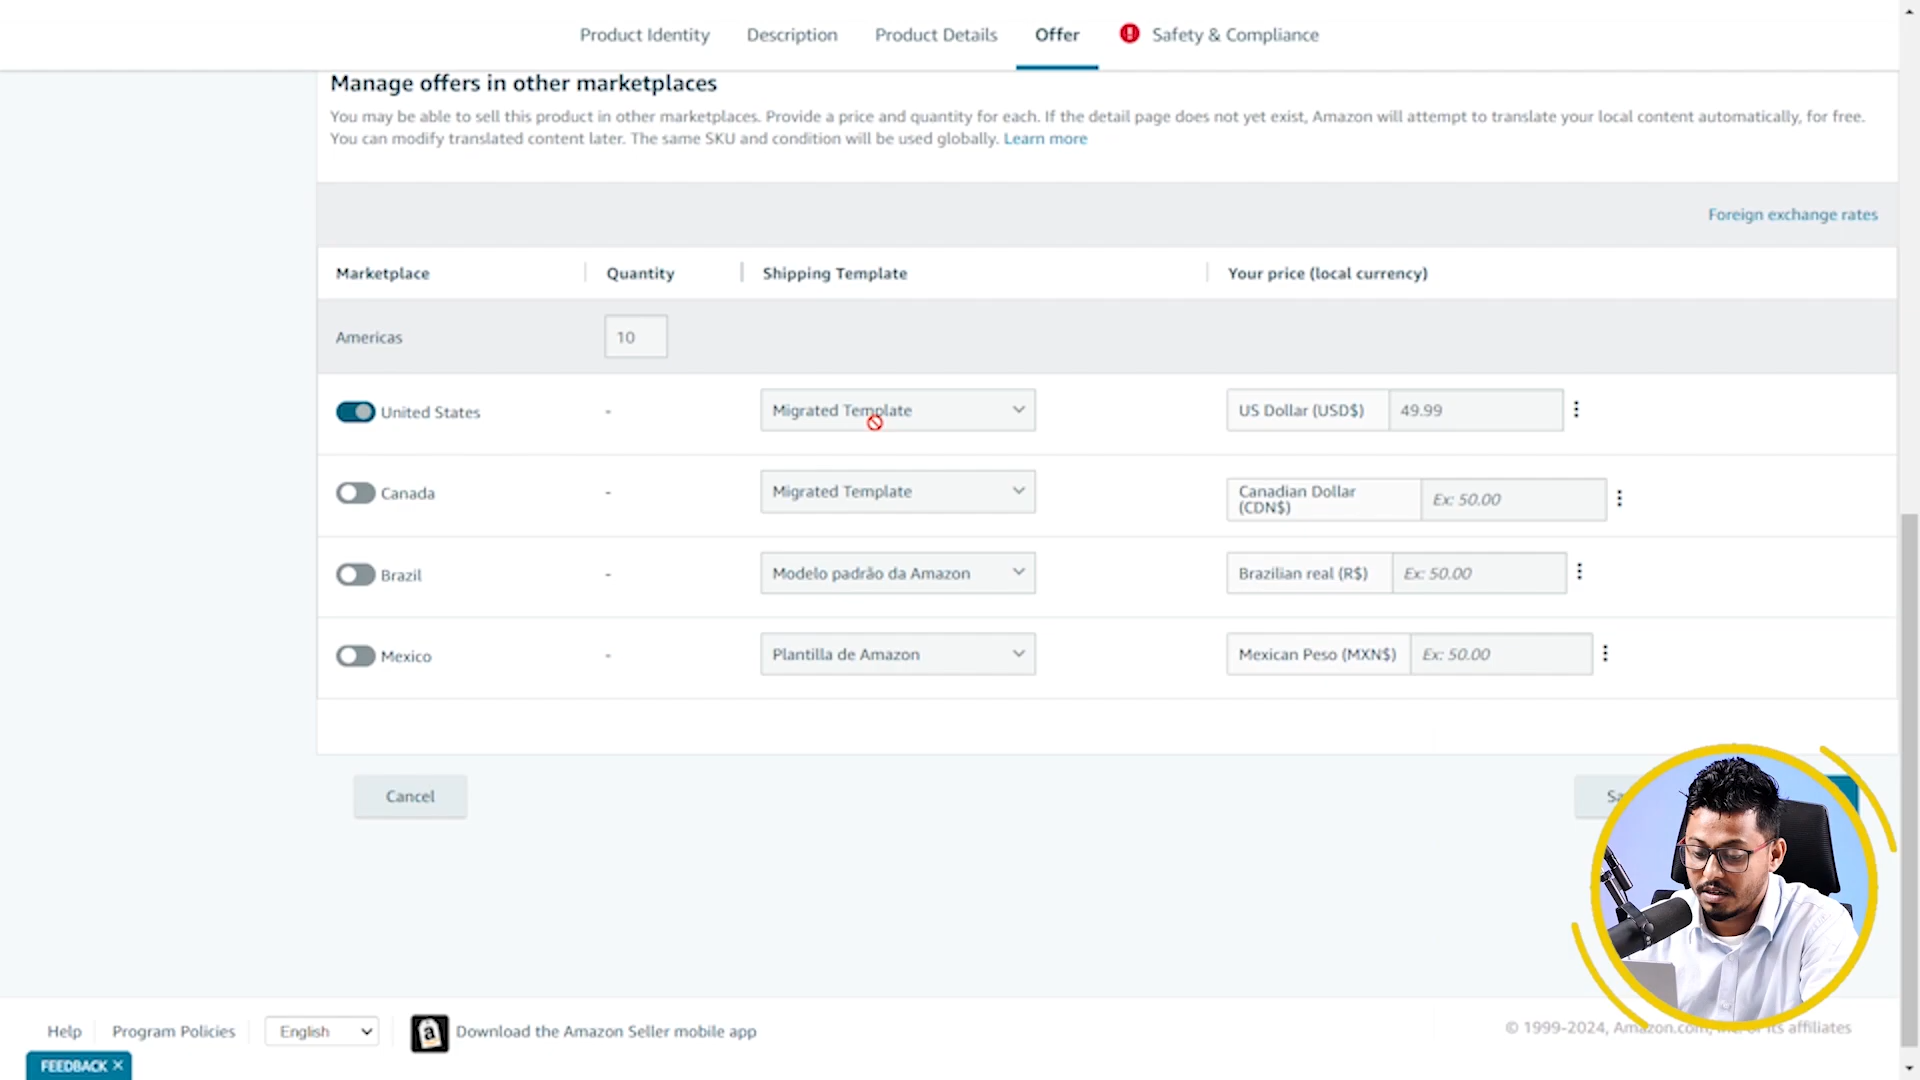 Product Identity
Description
Product Details
Offer
Safety & Compliance
Manage offers in other marketplaces
You may be able to sell this product in other marketplaces. Provide a price and quantity for each. If the detail page does not yet exist, Amazon will attempt to translate your local content automatically, for free.
You can modify translated content later. The same SKU and condition will be used globally. Learn more
Foreign exchange rates
Marketplace
Quantity
Shipping Template
Your price (local currency)
Americas
10
United States
-
Migrated Template
US Dollar (USD$)
49.99
Canada
-
Migrated Template
Canadian Dollar
(CDN$)
Ex: 50.00
Brazil
-
Modelo padrão da Amazon
Brazilian real (R$)
Ex: 50.00
Mexico
-
Plantilla de Amazon
Mexican Peso (MXN$)
Ex: 50.00
Cancel
Help
Program Policies
English
Download the Amazon Seller mobile app
© 1999-2024, Amazon.com, Inc. or its affiliates
FEEDBACK ×